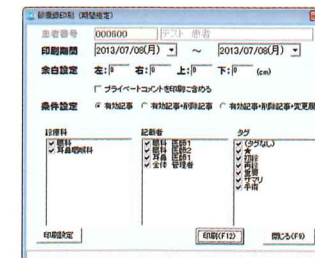 診療録印刷 (期間指定)
患者番号 000600 テスト 患者
印刷期間 2013/07/08(月) ～ 2013/07/08(月)
余白設定 左:0 右:0 上:0 下:0 (cm)
プライベートコメントを印刷に含める
条件設定 有効記事 有効記事+削除記事 有効記事+削除記事+変更履
診療科 記載者 タグ
眼科 眼科 医師1 (タグなし)
耳鼻咽喉科 眼科 医師2 ★
耳鼻 医師1 初診
全体 管理者 再診
重要
サマリ
手術
印刷設定 印刷(F12) 閉じる(F9)